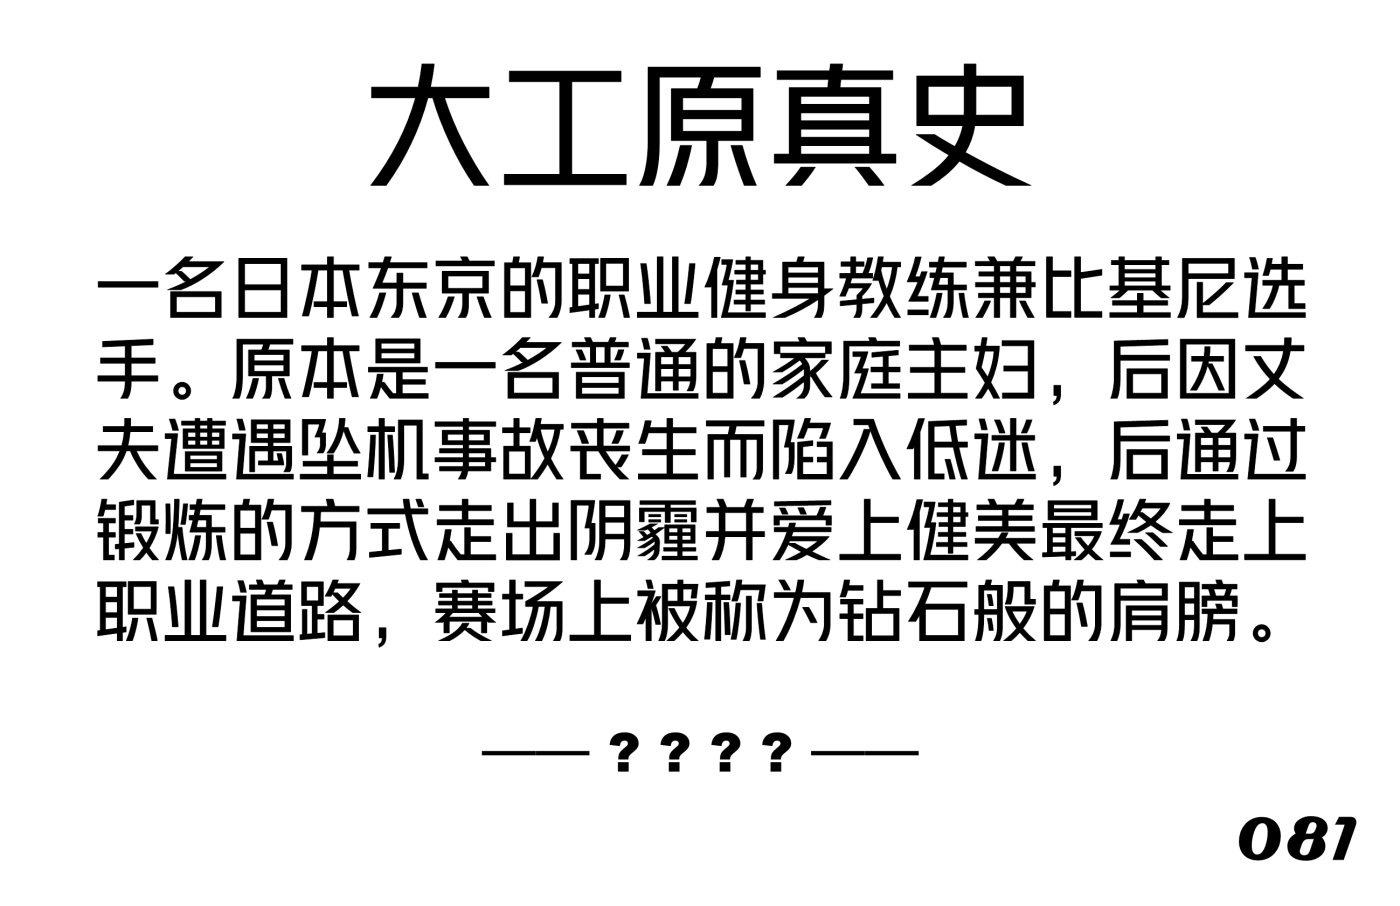 大工原真史
一名日本东京的职业健身教练兼比基尼选
手。原本是一名普通的家庭主妇，后因丈
夫遭遇坠机事故丧生而陷入低迷，后通过
锻炼的方式走出阴霾并爱上健美最终走上
职业道路，赛场上被称为钻石般的肩膀。
——？？？？——
081